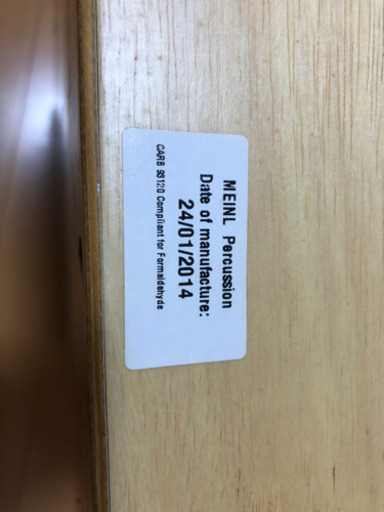 MEINL Percussion
Date of manufacture:
24/01/2014
CARB 93120 Compliant for Formaldehyde